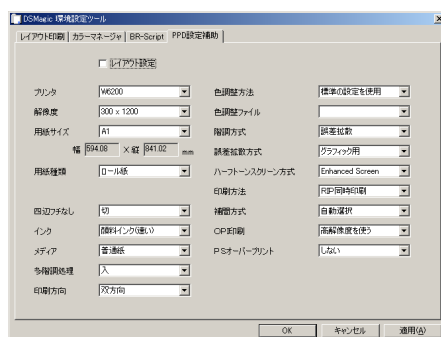 DSMagic 環境設定ツール
レイアウト印刷 カラーマネージャ BR-Script PPD設定補助
レイアウト設定
プリンタ W6200 色調整方法 標準の設定を使用
解像度 300 x 1200 色調整ファイル
用紙サイズ A1 階調方式 誤差拡散
幅 594.08 ×縦 841.02 mm 誤差拡散方式 グラフィック用
用紙種類 ロール紙 ハーフトーンスクリーン方式 Enhanced Screen
印刷方法 RIP同時印刷
四辺フチなし 切 補間方式 自動選択
インク 顔料インク(速い) OPI印刷 高解像度を使う
メディア 普通紙 PSオーバープリント しない
多階調処理 入
印刷方向 双方向
OK キャンセル 適用(A)